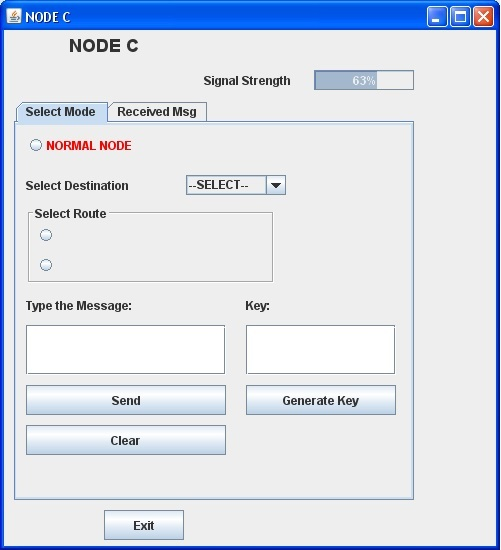 NODE C
NODE C
Signal Strength 63%
Select Mode Received Msg
NORMAL NODE
Select Destination --SELECT--
Select Route
Type the Message: Key:
Send Generate Key
Clear
Exit